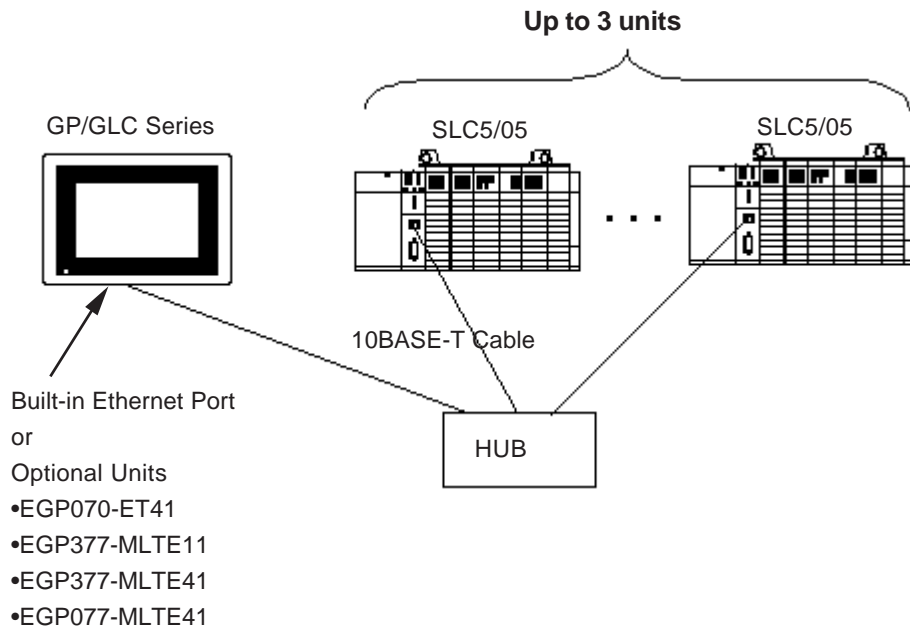 Up to 3 units
GP/GLC Series
SLC5/05
SLC5/05
. . .
10BASE-T Cable
Built-in Ethernet Port
or
Optional Units
•EGP070-ET41
•EGP377-MLTE11
•EGP377-MLTE41
•EGP077-MLTE41
HUB